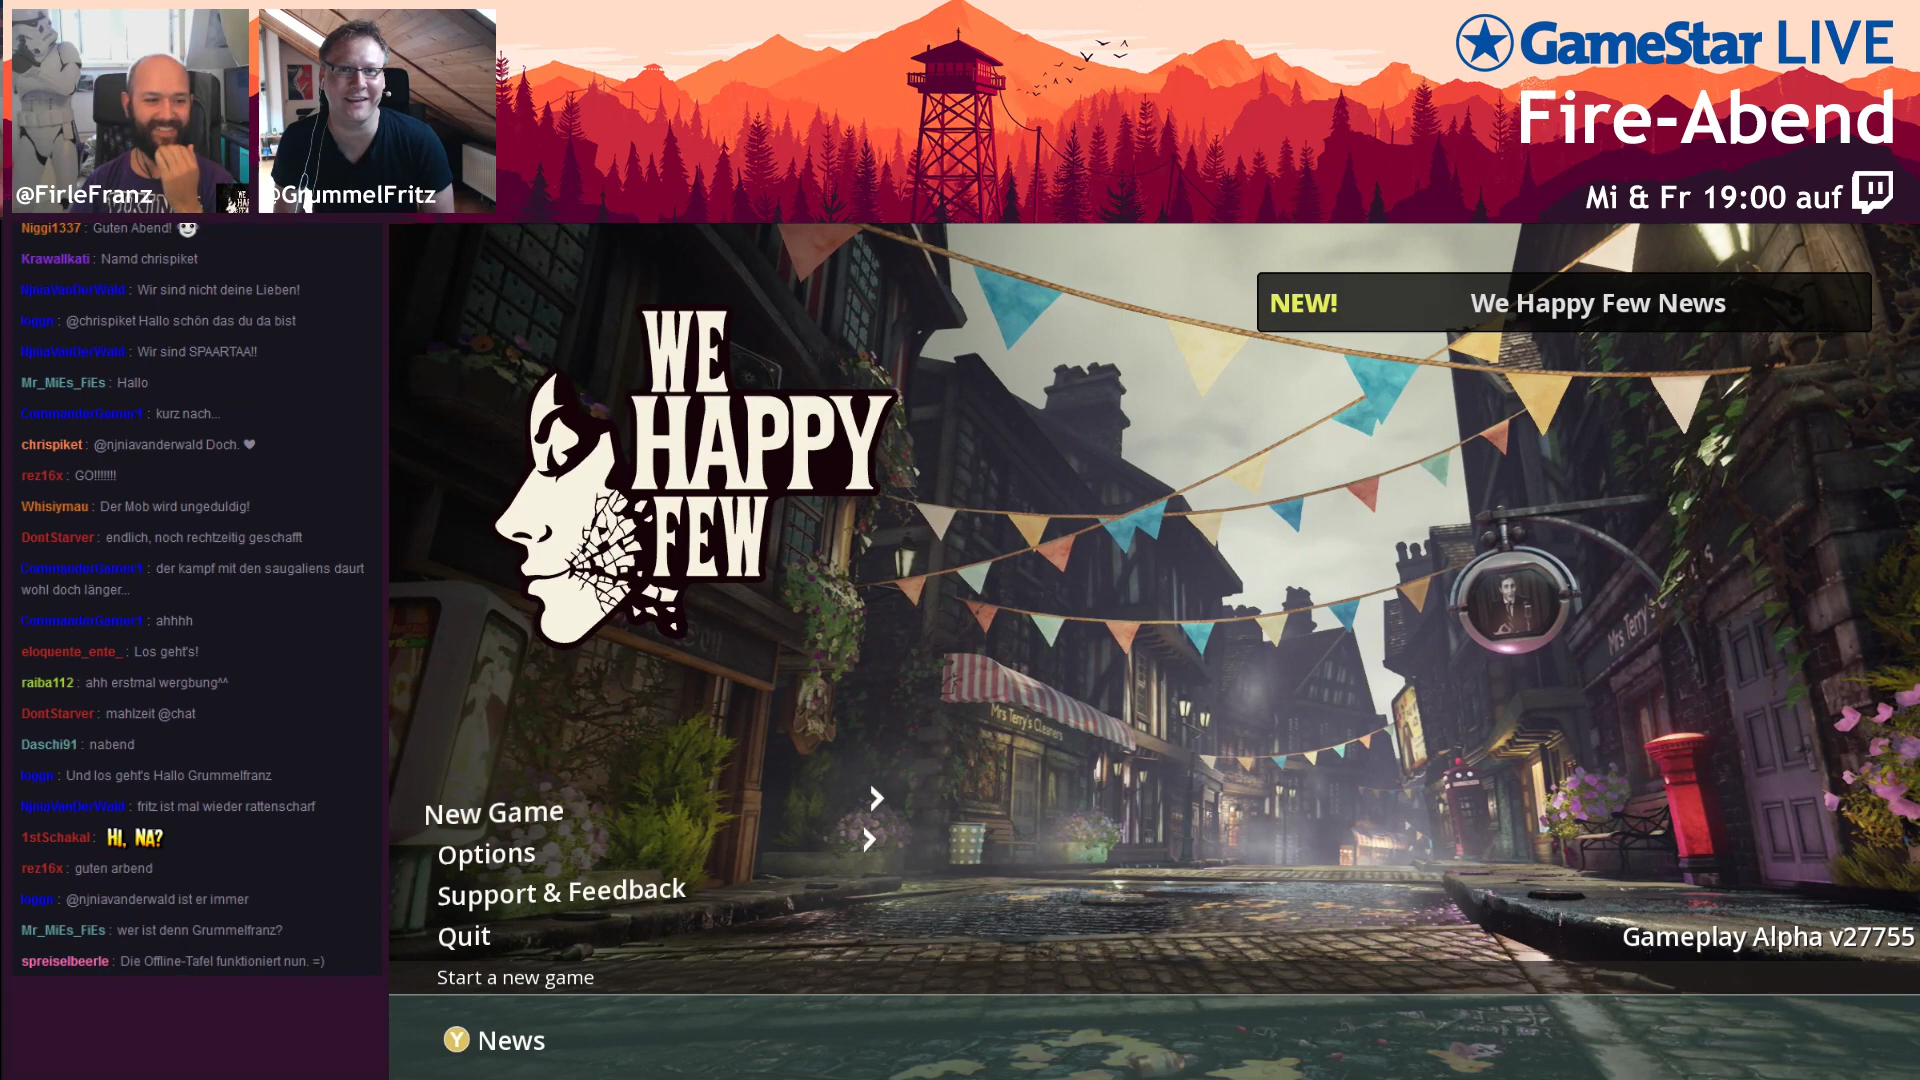 GameStar LIVE
Fire-Abend
Mi & Fr 19:00 auf
@FirleFranz
@GrummelFritz
Niggi1337 : Guten Abend!
Krawallkati : Namd chrispiket
NjniaVanDerWald : Wir sind nicht deine Lieben!
loggn : @chrispiket Hallo schön das du da bist
NjniaVanDerWald : Wir sind SPAARTAA!!
Mr_MiEs_FiEs : Hallo
CommanderGamer1 : kurz nach...
chrispiket : @njniavanderwald Doch. ♥
rez16x : GO!!!!!!!
Whisiymau : Der Mob wird ungeduldig!
DontStarver : endlich, noch rechtzeitig geschafft
CommanderGamer1 : der kampf mit den saugaliens daurt
wohl doch länger...
CommanderGamer1 : ahhhh
eloquente_ente_ : Los geht's!
raiba112 : ahh erstmal wergbung^^
DontStarver : mahlzeit @chat
Daschi91 : nabend
loggn : Und los geht's Hallo Grummelfranz
NjniaVanDerWald : fritz ist mal wieder rattenscharf
1stSchakal : HI, NA?
rez16x : guten arbend
loggn : @njniavanderwald ist er immer
Mr_MiEs_FiEs : wer ist denn Grummelfranz?
spreiselbeerle : Die Offline-Tafel funktioniert nun. =)
NEW! We Happy Few News
WE
HAPPY
FEW
Mrs Terry's
Mrs Terry's Cleaners
New Game
Options
Support & Feedback
Quit
Start a new game
Gameplay Alpha v27755
Y News